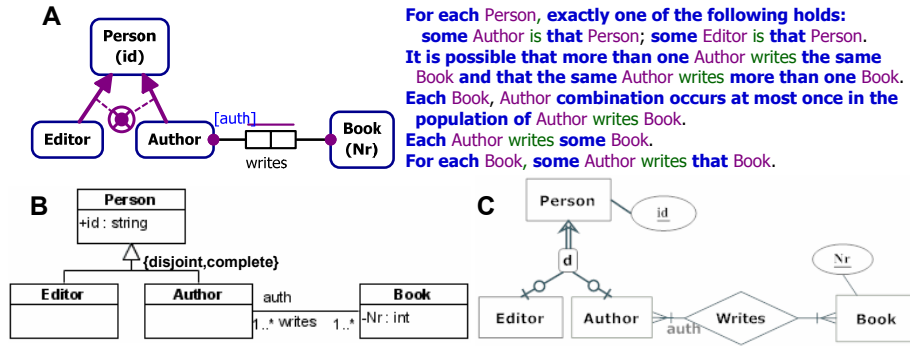 A
Person
(id)
Editor
Author
[auth]
writes
Book
(Nr)
For each Person, exactly one of the following holds:
some Author is that Person; some Editor is that Person.
It is possible that more than one Author writes the same
Book and that the same Author writes more than one Book.
Each Book, Author combination occurs at most once in the
population of Author writes Book.
Each Author writes some Book.
For each Book, some Author writes that Book.
B
Person
+id : string
{disjoint,complete}
Editor
Author
auth
1..* writes 1..*
Book
-Nr : int
C
Person
id
d
Nr
Editor
Author
auth
Writes
Book